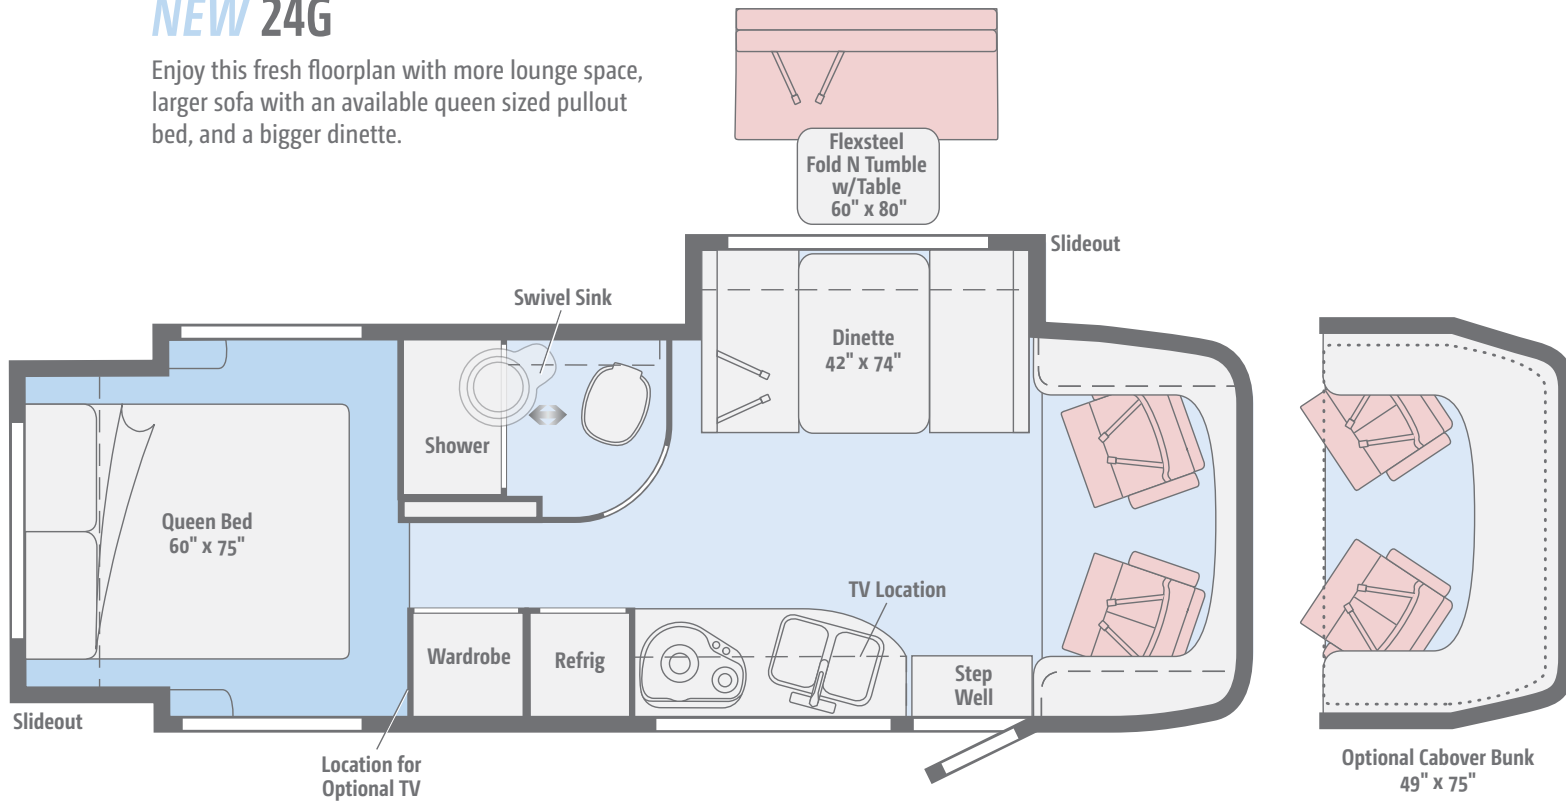 NEW 24G
Enjoy this fresh floorplan with more lounge space,
larger sofa with an available queen sized pullout
bed, and a bigger dinette.
Flexsteel
Fold N Tumble
w/Table
60" x 80"
Slideout
Swivel Sink
Dinette
42" x 74"
Shower
Queen Bed
60" x 75"
TV Location
Wardrobe
Refrig
Step
Well
Slideout
Location for
Optional TV
Optional Cabover Bunk
49" x 75"